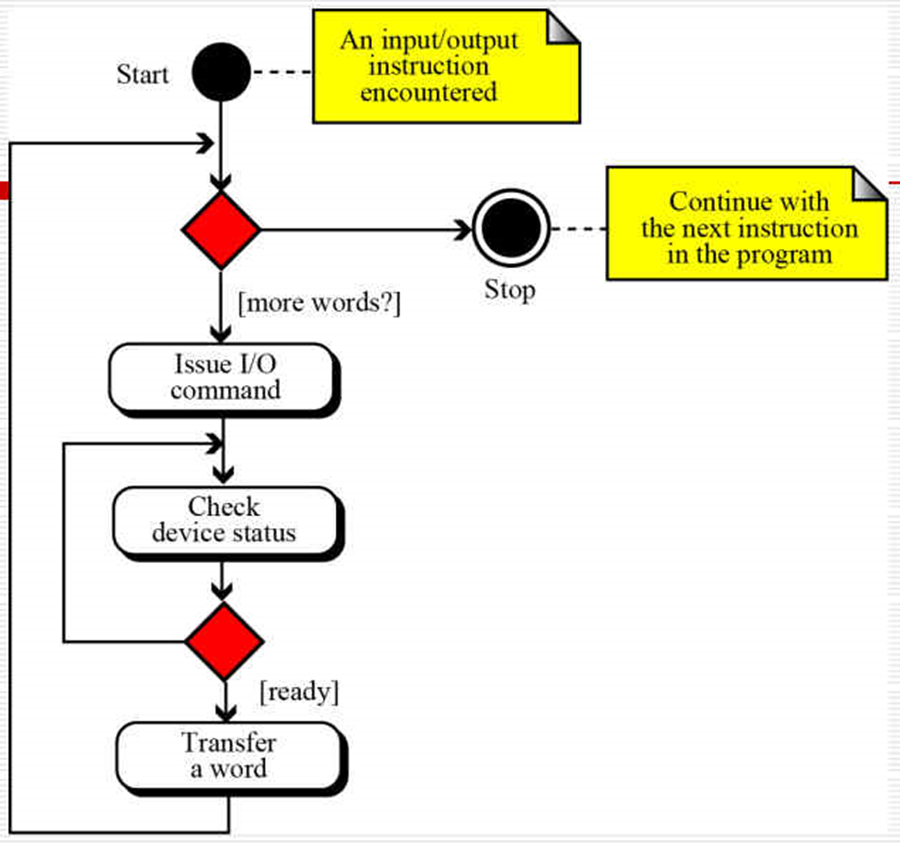 Start
An input/output
instruction
encountered
Continue with
the next instruction
in the program
Stop
[more words?]
Issue I/O
command
Check
device status
[ready]
Transfer
a word